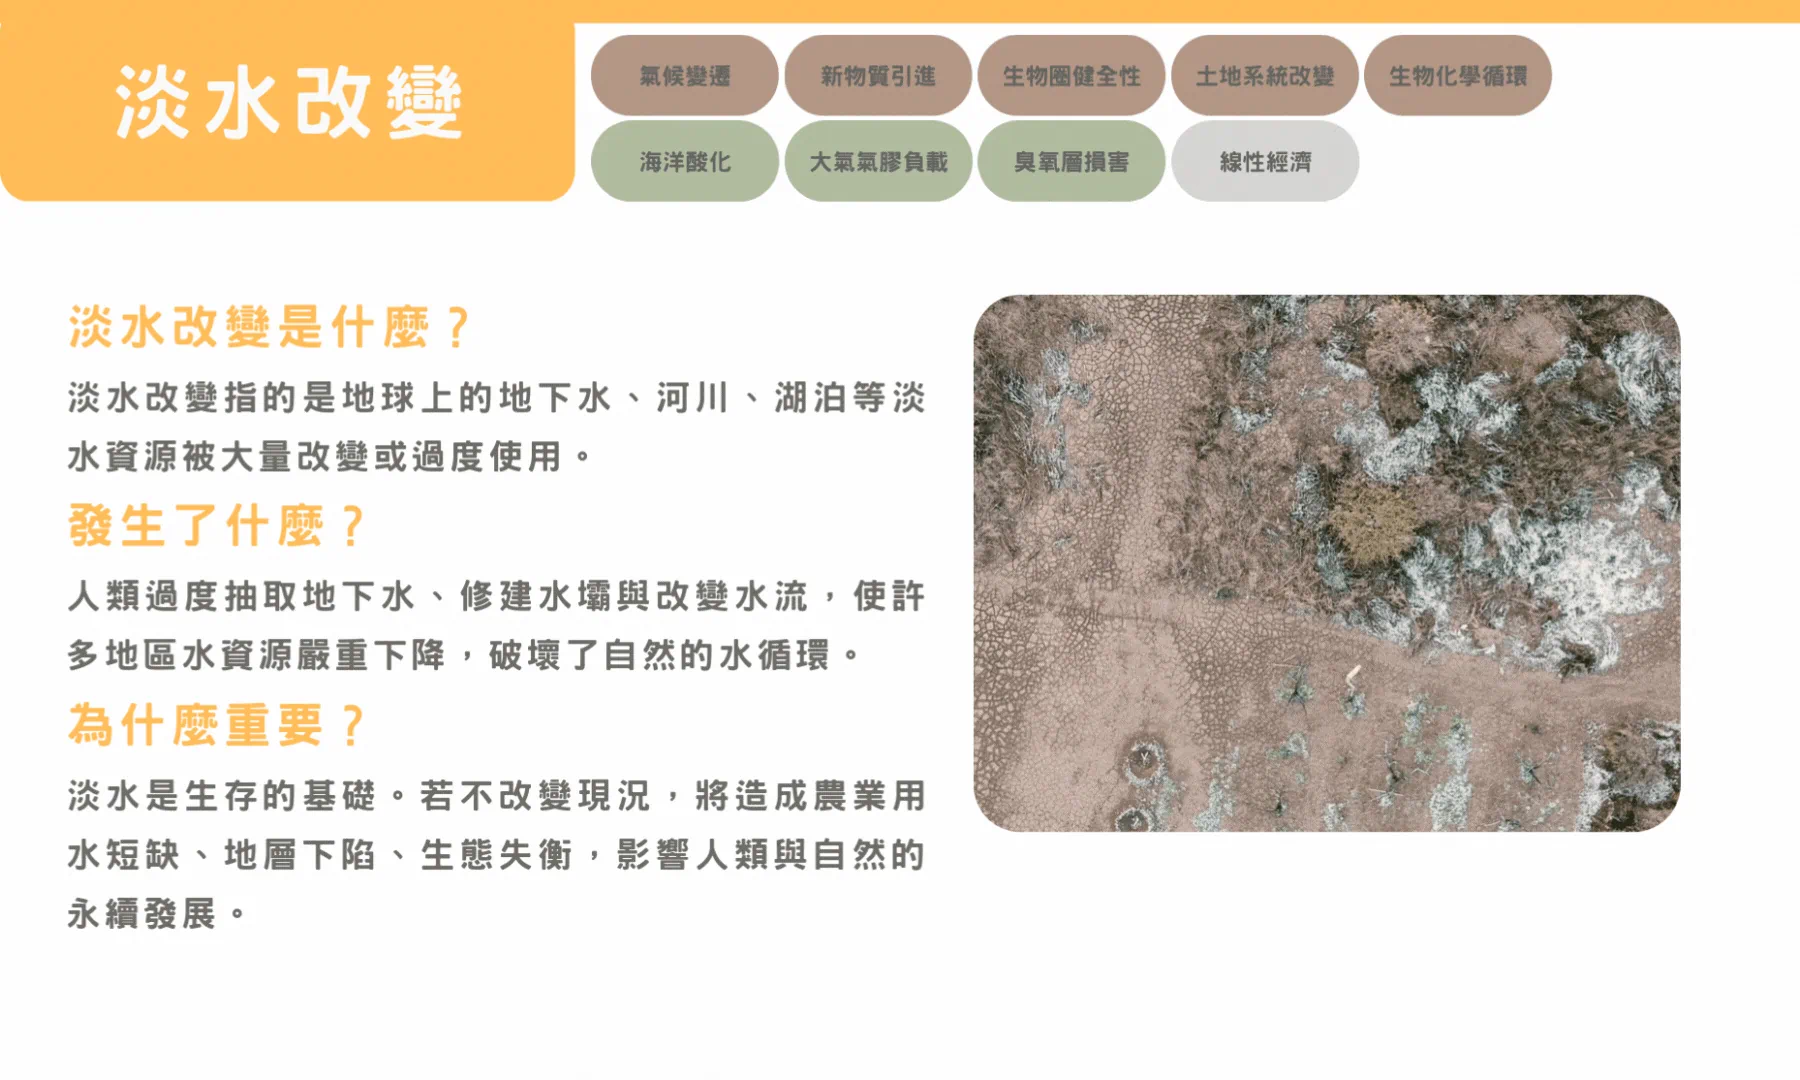 淡水改變
氣候變遷
新物質引進
生物圈健全性
土地系統改變
生物化學循環
海洋酸化
大氣氣膠負載
臭氧層損害
線性經濟
淡水改變是什麼？
淡水改變指的是地球上的地下水、河川、湖泊等淡
水資源被大量改變或過度使用。
發生了什麼？
人類過度抽取地下水、修建水壩與改變水流，使許
多地區水資源嚴重下降，破壞了自然的水循環。
為什麼重要？
淡水是生存的基礎。若不改變現況，將造成農業用
水短缺、地層下陷、生態失衡，影響人類與自然的
永續發展。